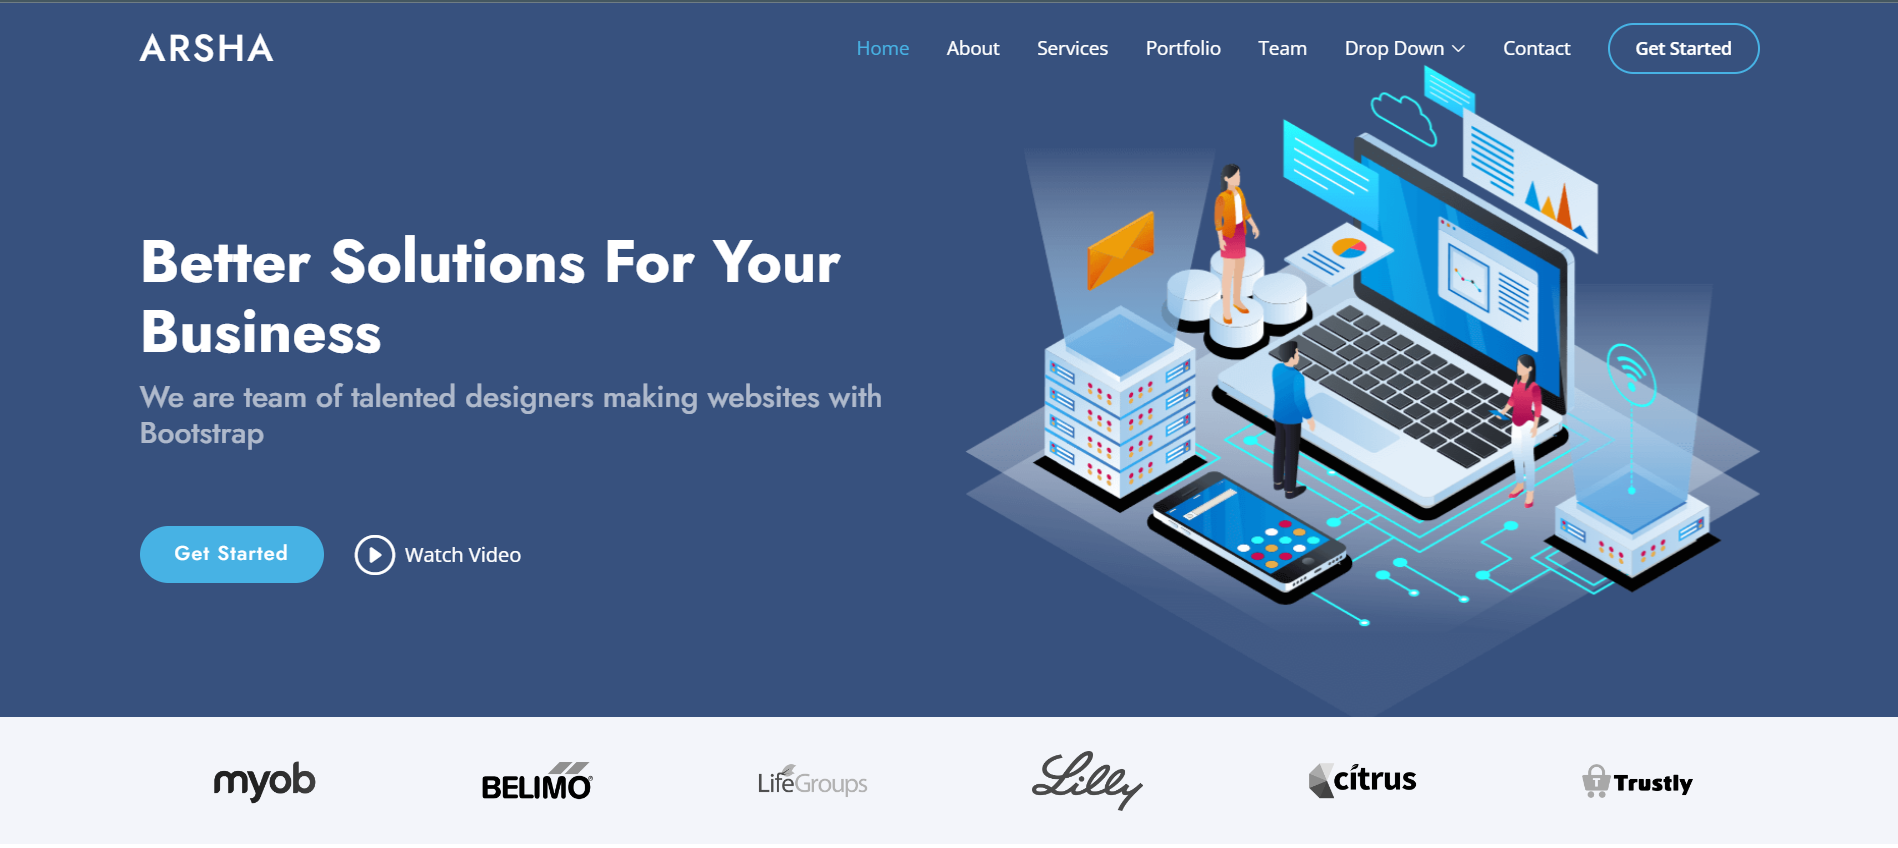 ARSHA
Home About Services Portfolio Team Drop Down Contact Get Started
Better Solutions For Your
Business
We are team of talented designers making websites with
Bootstrap
Get Started Watch Video
myob BELIMO® LifeGroups Lilly citrus T Trustly